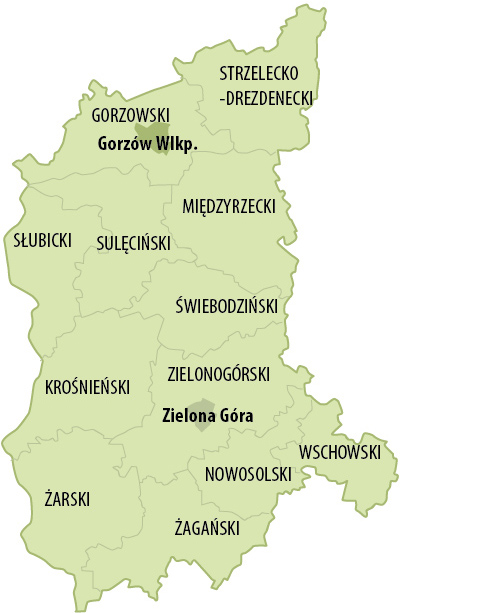 STRZELECKO
-DREZDENECKI
GORZOWSKI
Gorzów Wlkp.
MIĘDZYRZECKI
SŁUBICKI
SULĘCIŃSKI
ŚWIEBODZIŃSKI
ZIELONOGÓRSKI
KROŚNIEŃSKI
Zielona Góra
WSCHOWSKI
NOWOSOLSKI
ŻARSKI
ŻAGAŃSKI